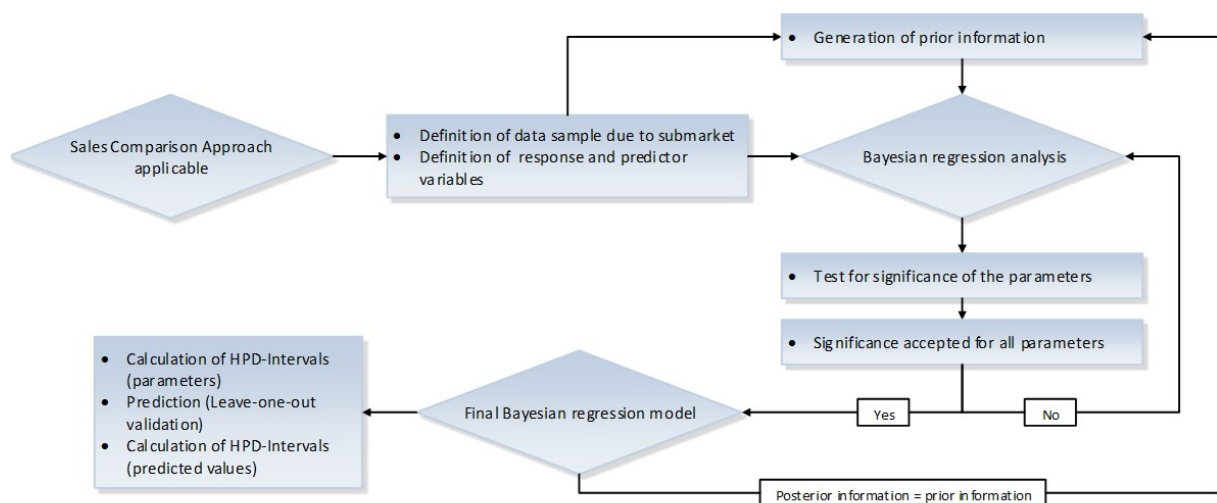 • Generation of prior information
Sales Comparison Approach
applicable
• Definition of data sample due to submarket
• Definition of response and predictor
variables
Bayesian regression analysis
• Test for significance of the parameters
• Significance accepted for all parameters
• Calculation of HPD-Intervals
(parameters)
• Prediction (Leave-one-out
validation)
• Calculation of HPD-Intervals
(predicted values)
Final Bayesian regression model
Yes
No
Posterior information = prior information